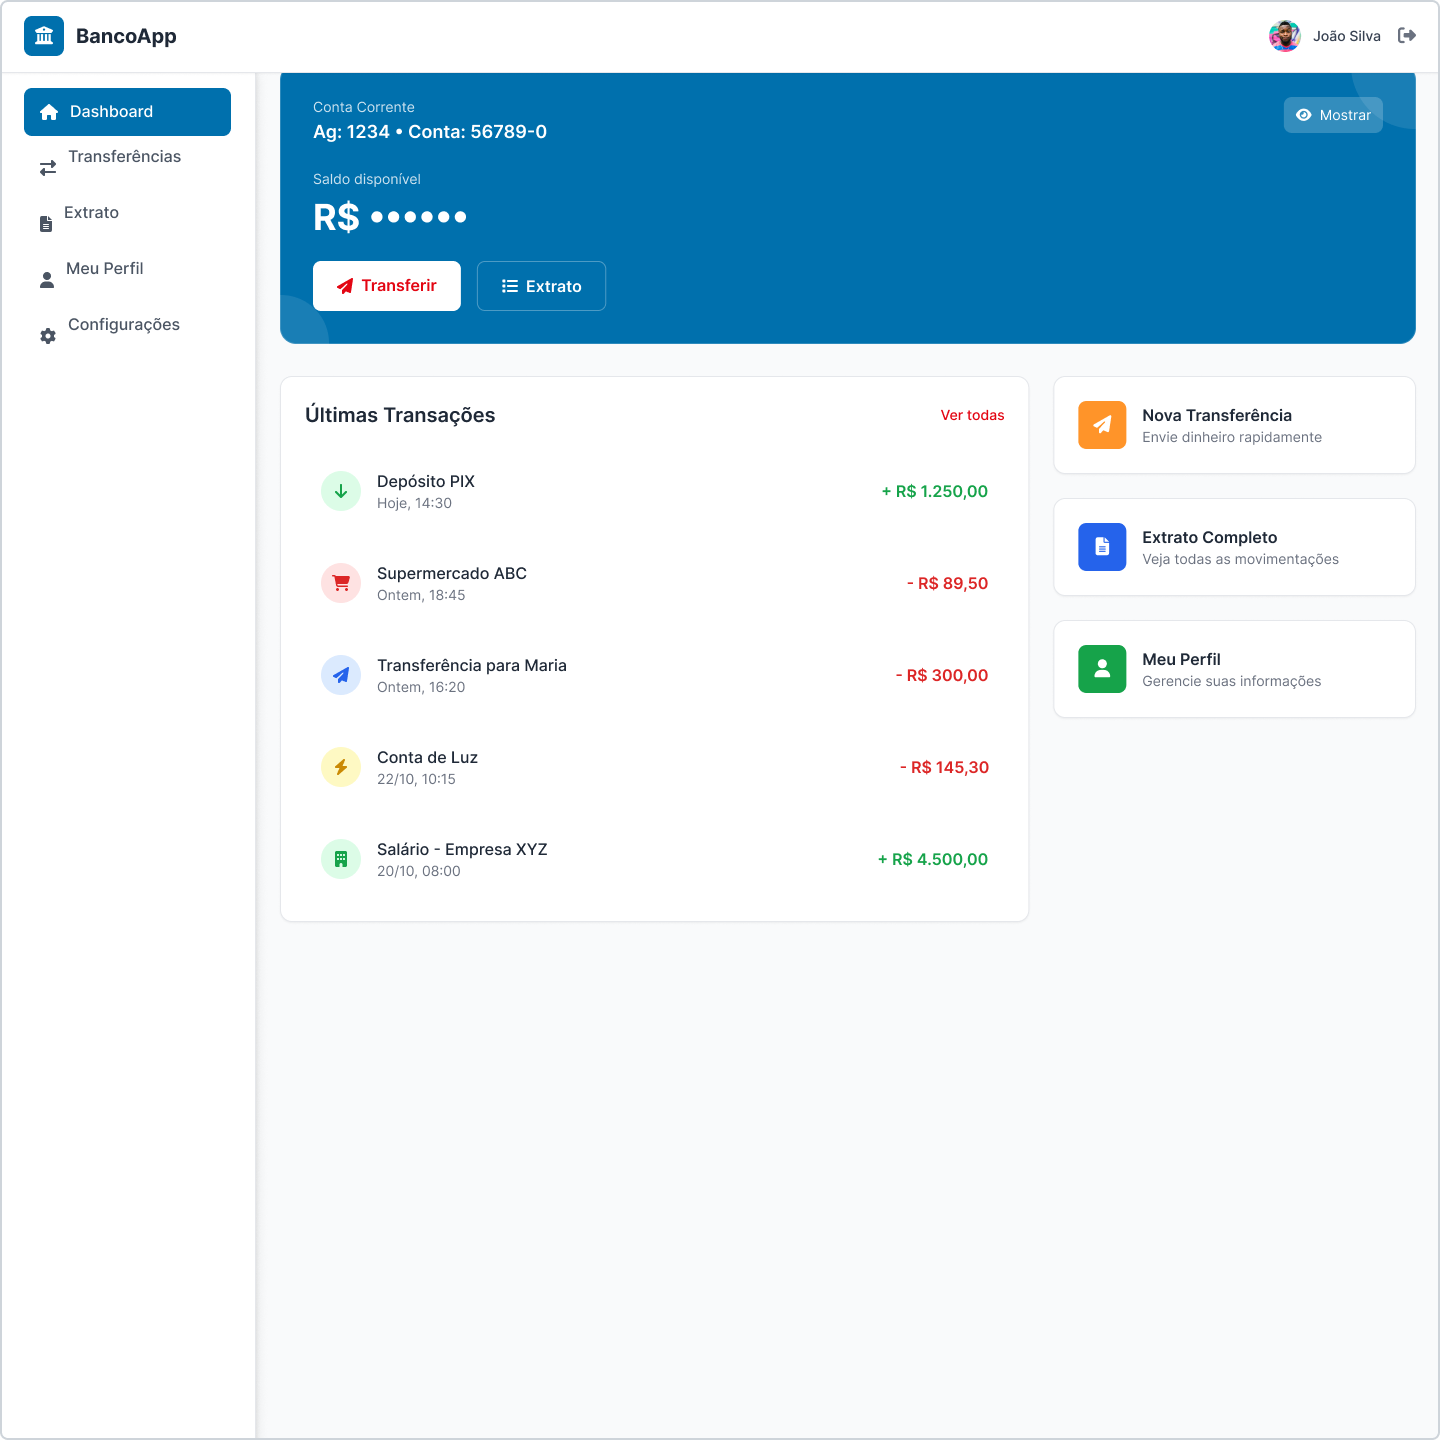 BancoApp
João Silva
Dashboard
Transferências
Extrato
Meu Perfil
Configurações
Conta Corrente
Ag: 1234 • Conta: 56789-0
Mostrar
Saldo disponível
R$ ••••••
Transferir
Extrato
Últimas Transações
Ver todas
Depósito PIX
Hoje, 14:30
+ R$ 1.250,00
Supermercado ABC
Ontem, 18:45
- R$ 89,50
Transferência para Maria
Ontem, 16:20
- R$ 300,00
Conta de Luz
22/10, 10:15
- R$ 145,30
Salário - Empresa XYZ
20/10, 08:00
+ R$ 4.500,00
Nova Transferência
Envie dinheiro rapidamente
Extrato Completo
Veja todas as movimentações
Meu Perfil
Gerencie suas informações